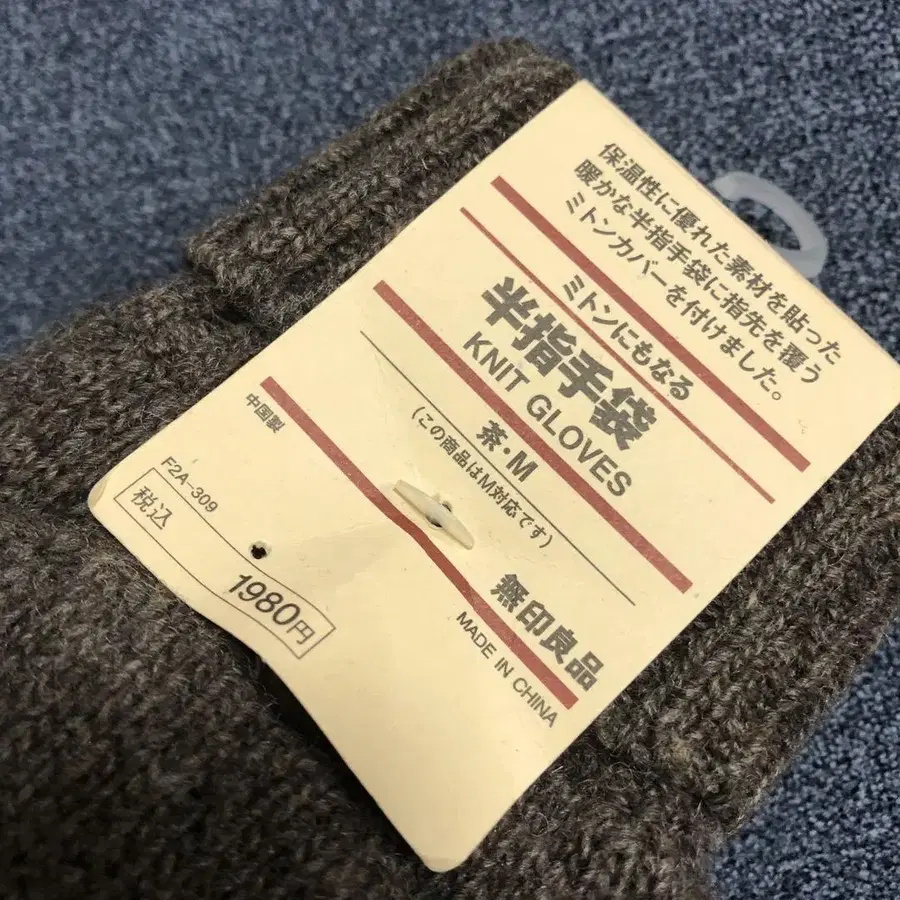 保温性に優れた素材を貼った
暖かな半指手袋に指先を覆う
ミトンカバーを付けました。
ミトンにもなる
半指手袋
KNIT GLOVES
茶・M
(この商品はM対応です)
無印良品
MADE IN CHINA
中国製
F2A-309
税込
1980円